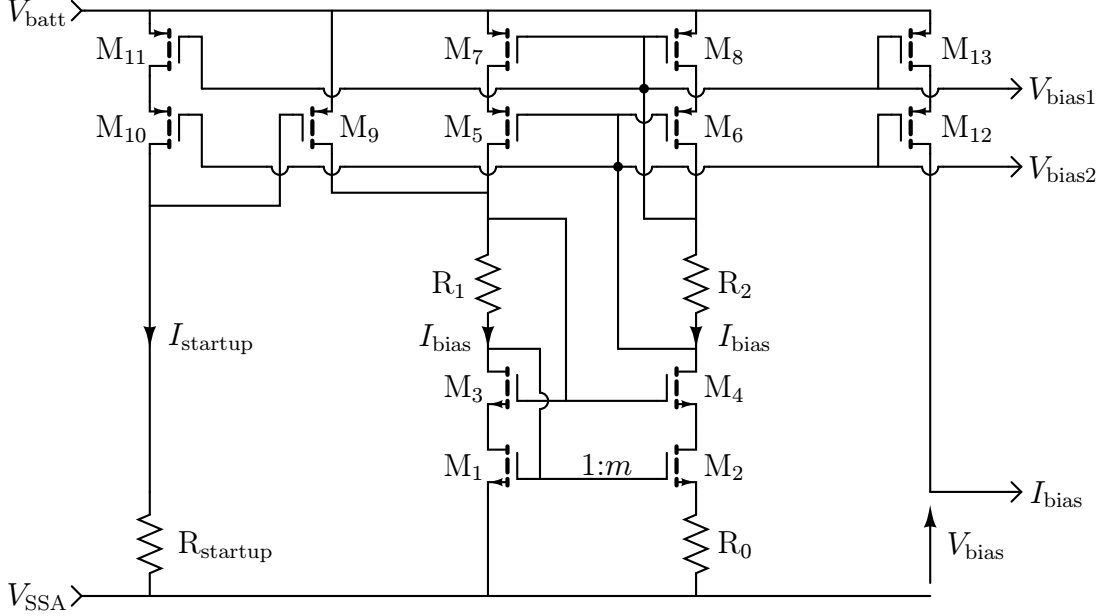 V_batt
M_11 M_7 M_8 M_13
V_bias1
M_10 M_9 M_5 M_6 M_12
V_bias2
R_1 R_2
I_startup I_bias I_bias
M_3 M_4
M_1 1:m M_2
I_bias
R_startup R_0 V_bias
V_SSA